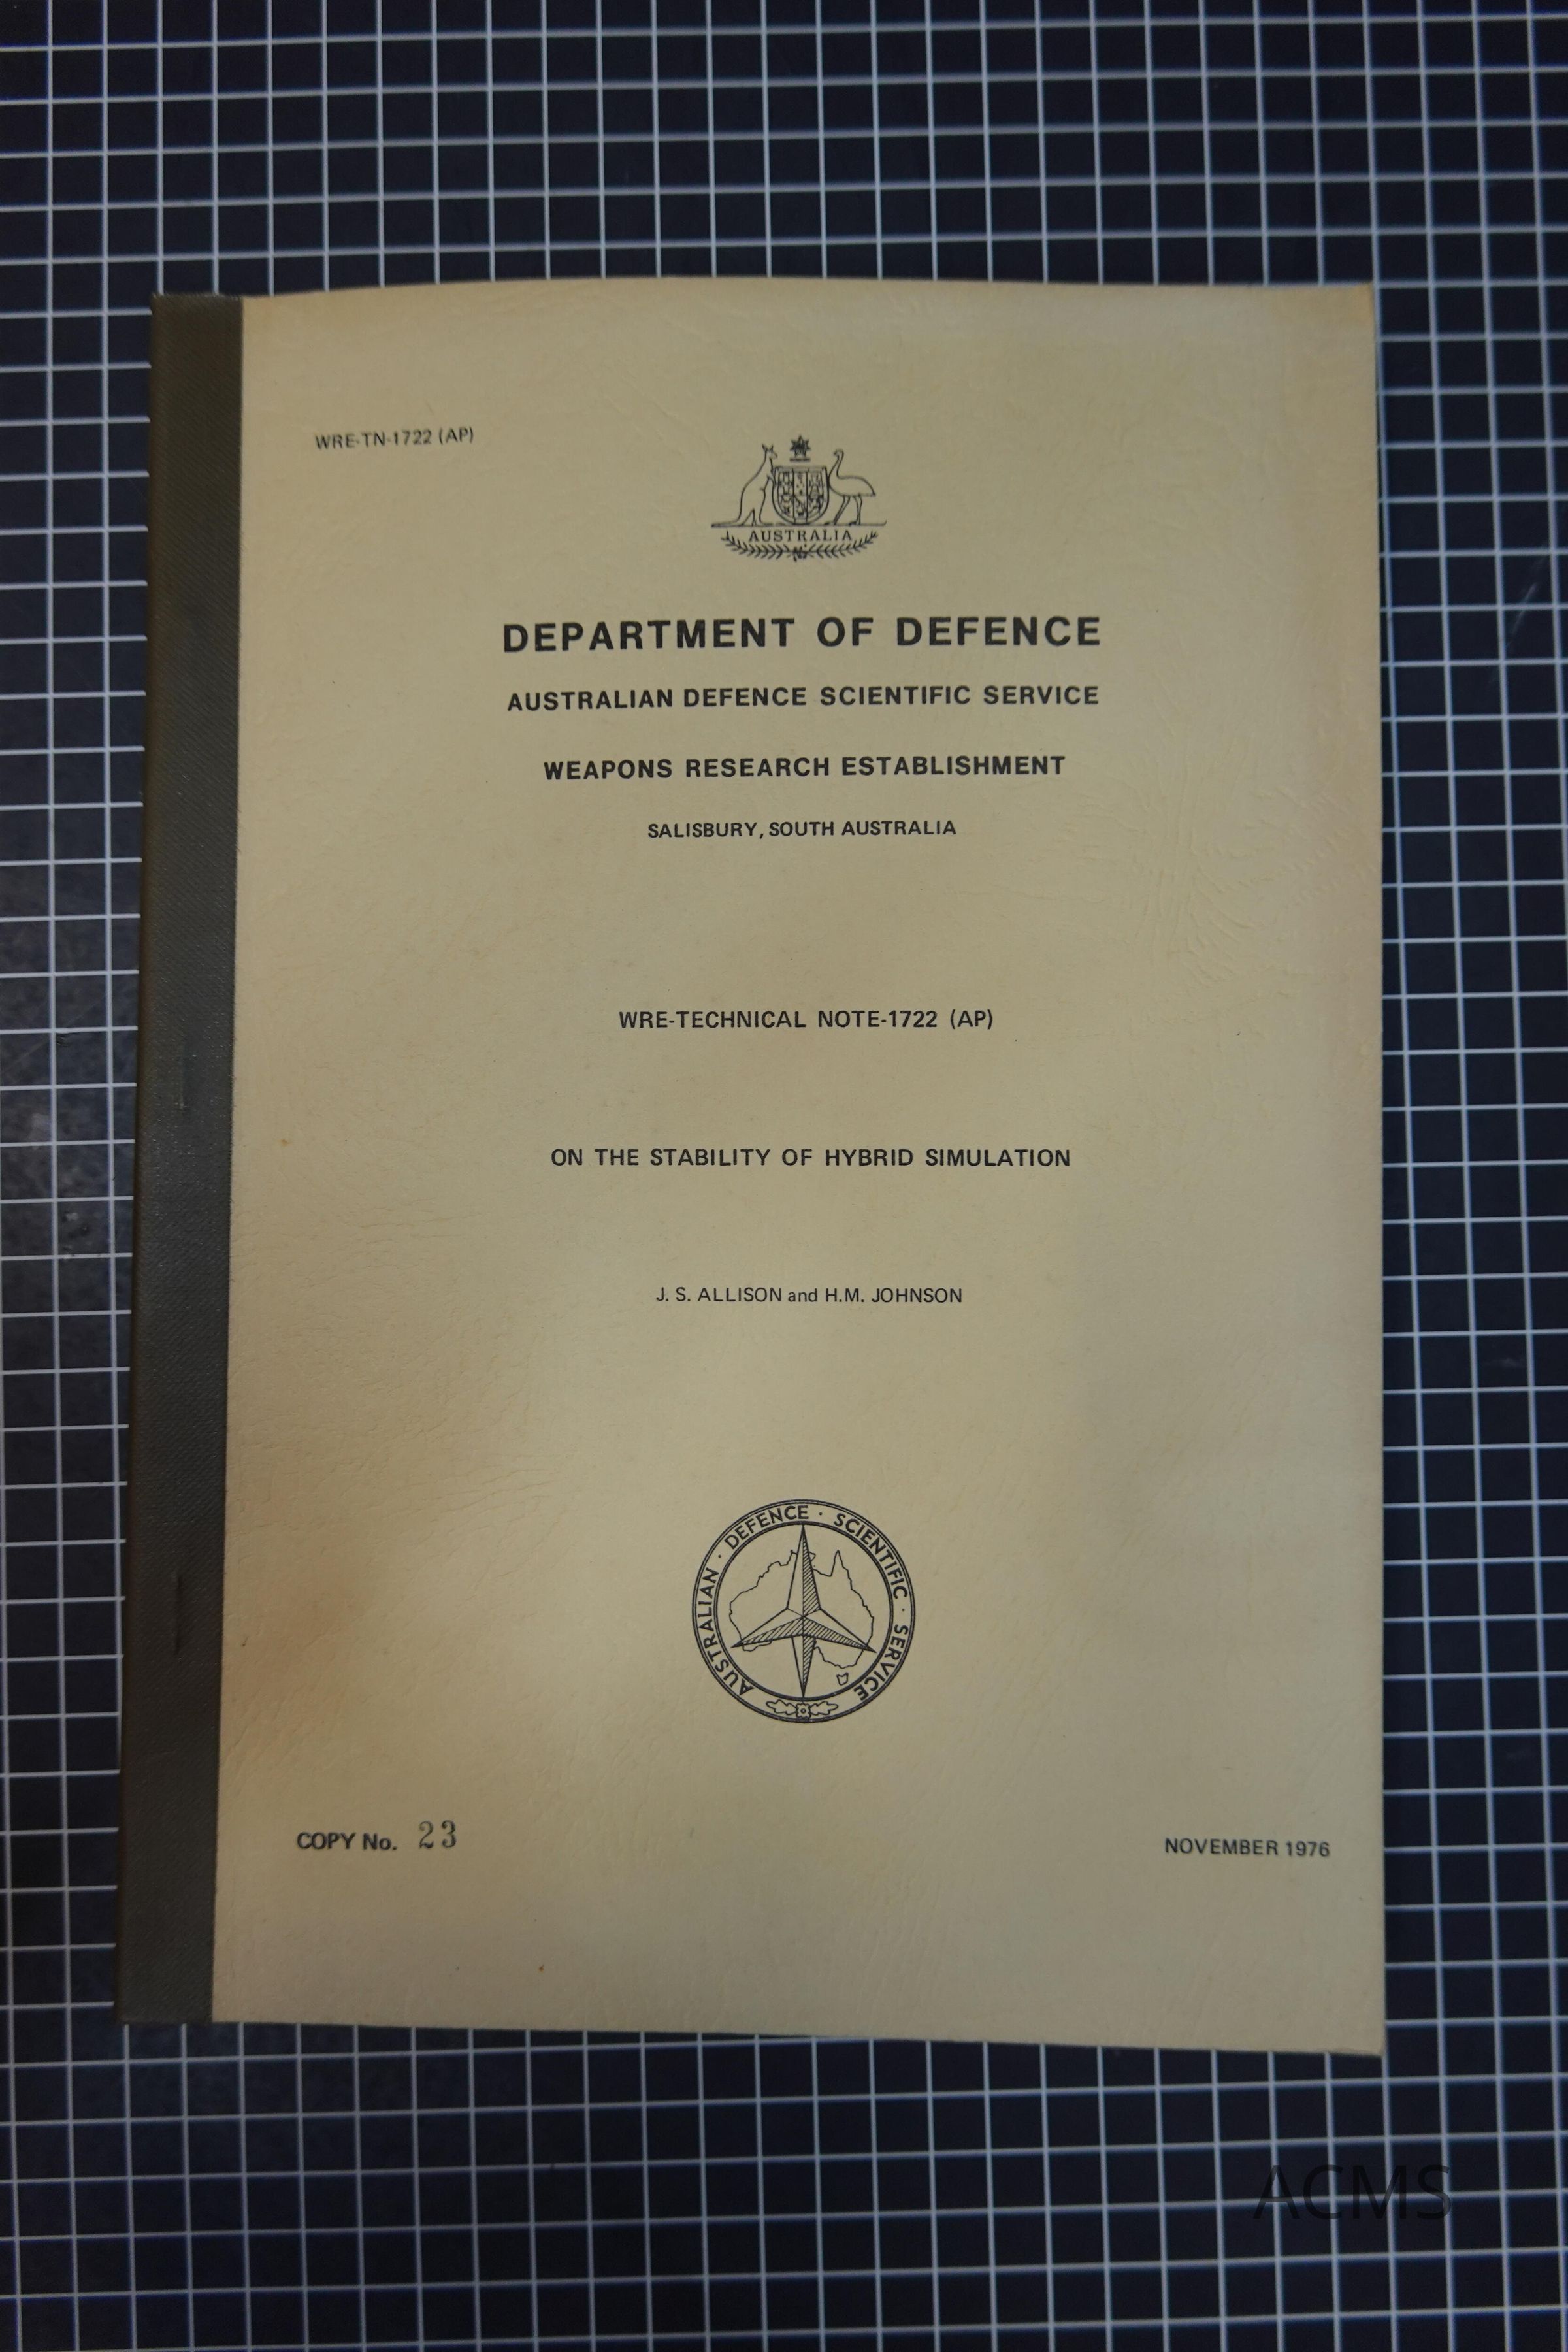 WRE-TN-1722 (AP)
AUSTRALIA
DEPARTMENT OF DEFENCE
AUSTRALIAN DEFENCE SCIENTIFIC SERVICE
WEAPONS RESEARCH ESTABLISHMENT
SALISBURY, SOUTH AUSTRALIA
WRE-TECHNICAL NOTE-1722 (AP)
ON THE STABILITY OF HYBRID SIMULATION
J. S. ALLISON and H.M. JOHNSON
AUSTRALIAN · DEFENCE · SCIENTIFIC · SERVICE
COPY No. 23
NOVEMBER 1976
ACMS